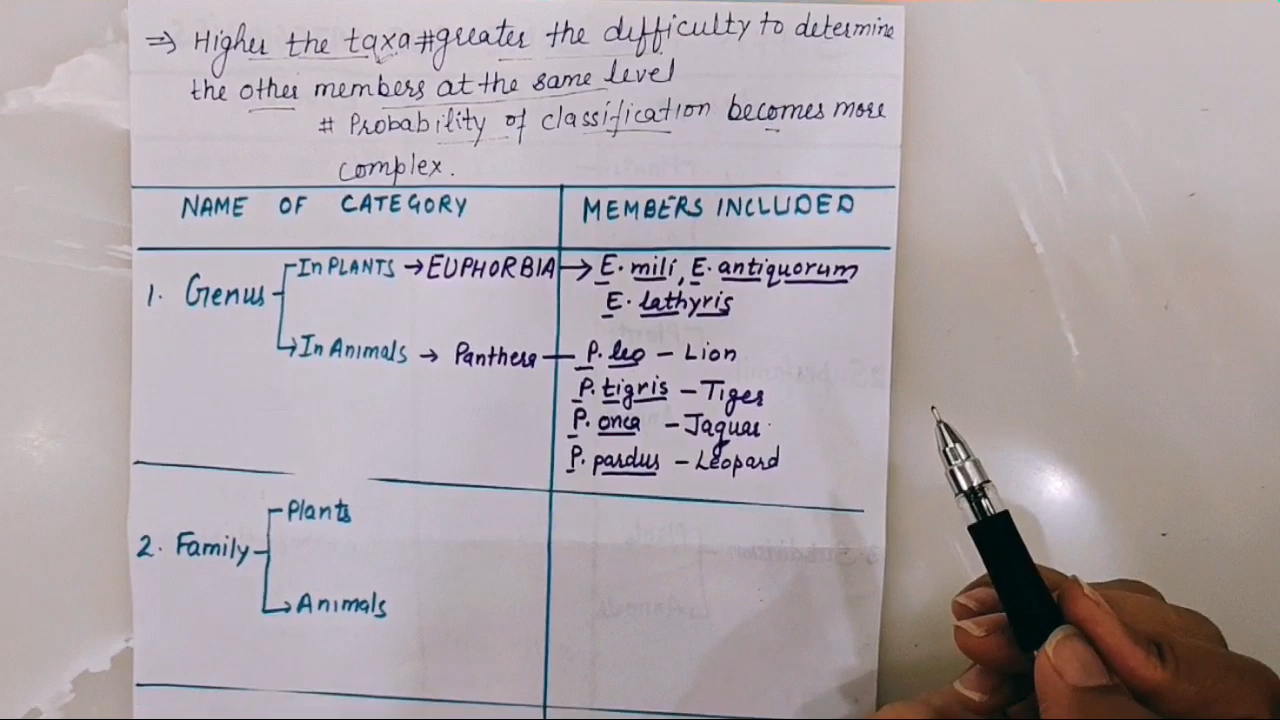 ⇒ Higher the taxa # greater the difficulty to determine
the other members at the same level
# Probability of classification becomes more
complex.
NAME OF CATEGORY MEMBERS INCLUDED
1. Genus
In PLANTS → EUPHORBIA → E. mili, E. antiquorum
E. lathyris
In Animals → Panthera — P. leo – Lion
P. tigris – Tiger
P. onca – Jaguar
P. pardus – Leopard
2. Family
Plants
Animals